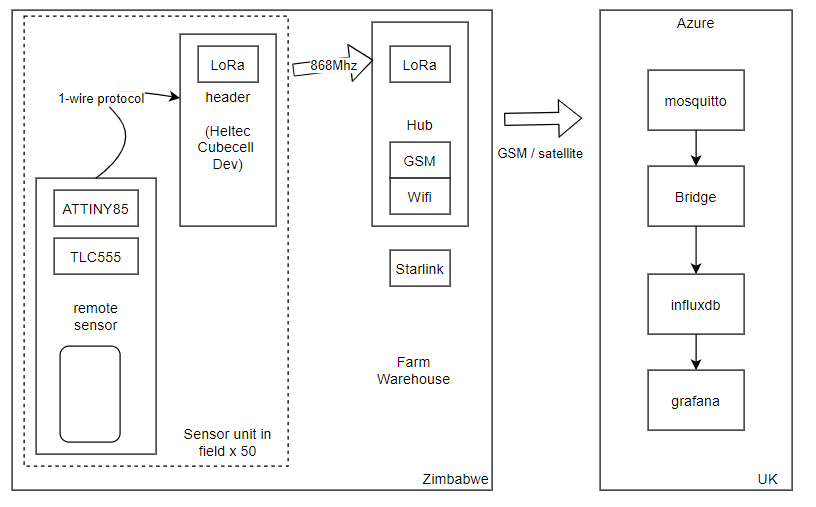 LoRa
header
(Heltec
Cubecell
Dev)
1-wire protocol
ATTINY85
TLC555
remote
sensor
Sensor unit in
field x 50
868Mhz
LoRa
Hub
GSM
Wifi
Starlink
Farm
Warehouse
Zimbabwe
GSM / satellite
Azure
mosquitto
Bridge
influxdb
grafana
UK